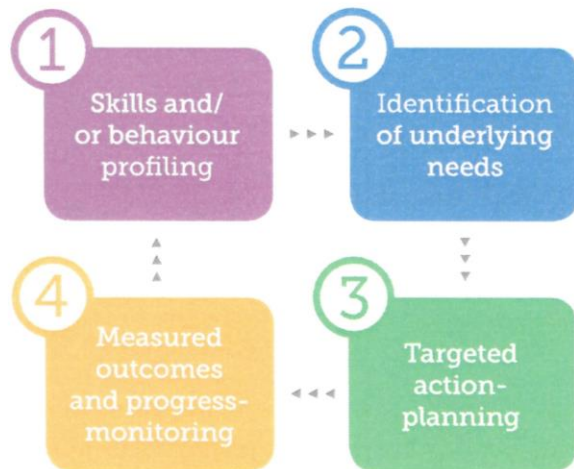 1
Skills and/
or behaviour
profiling
2
Identification
of underlying
needs
3
Targeted
action-
planning
4
Measured
outcomes
and progress-
monitoring